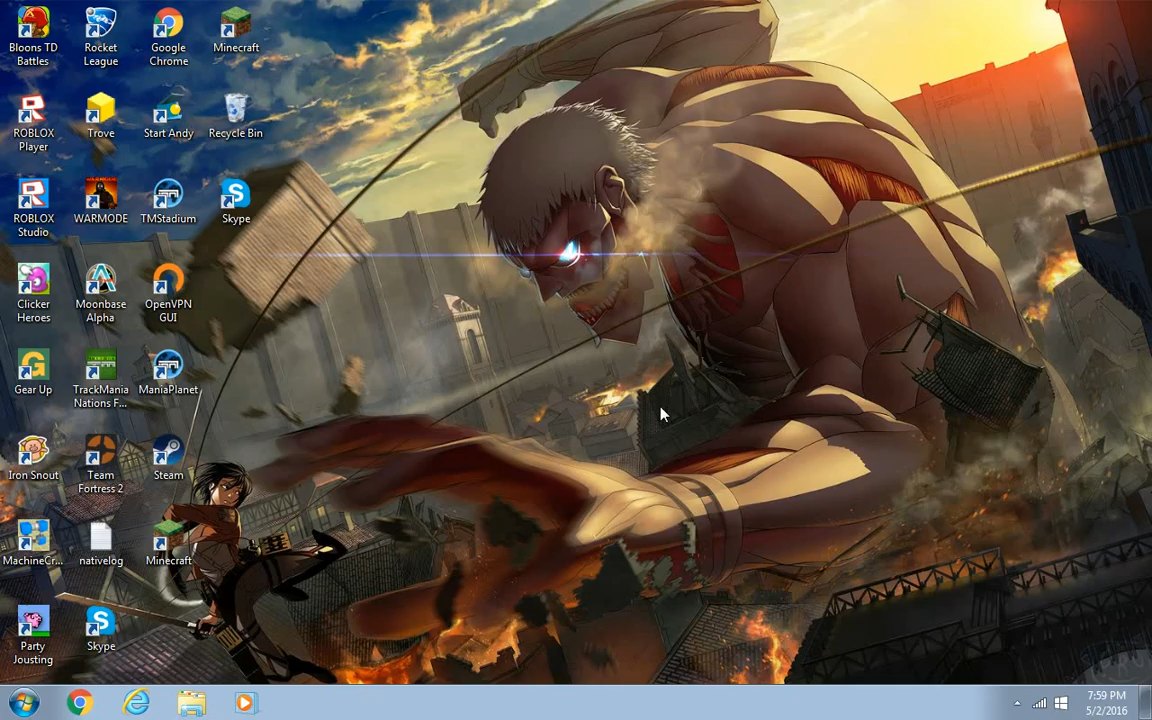 Bloons TD
Battles
Rocket
League
Google
Chrome
Minecraft
ROBLOX
Player
Trove
Start Andy
Recycle Bin
ROBLOX
Studio
WARMODE
TMStadium
Skype
Clicker
Heroes
Moonbase
Alpha
OpenVPN
GUI
Gear Up
TrackMania
Nations F...
ManiaPlanet
Iron Snout
Team
Fortress 2
Steam
MachineCr...
nativelog
Minecraft
Party
Jousting
Skype
7:59 PM
5/2/2016